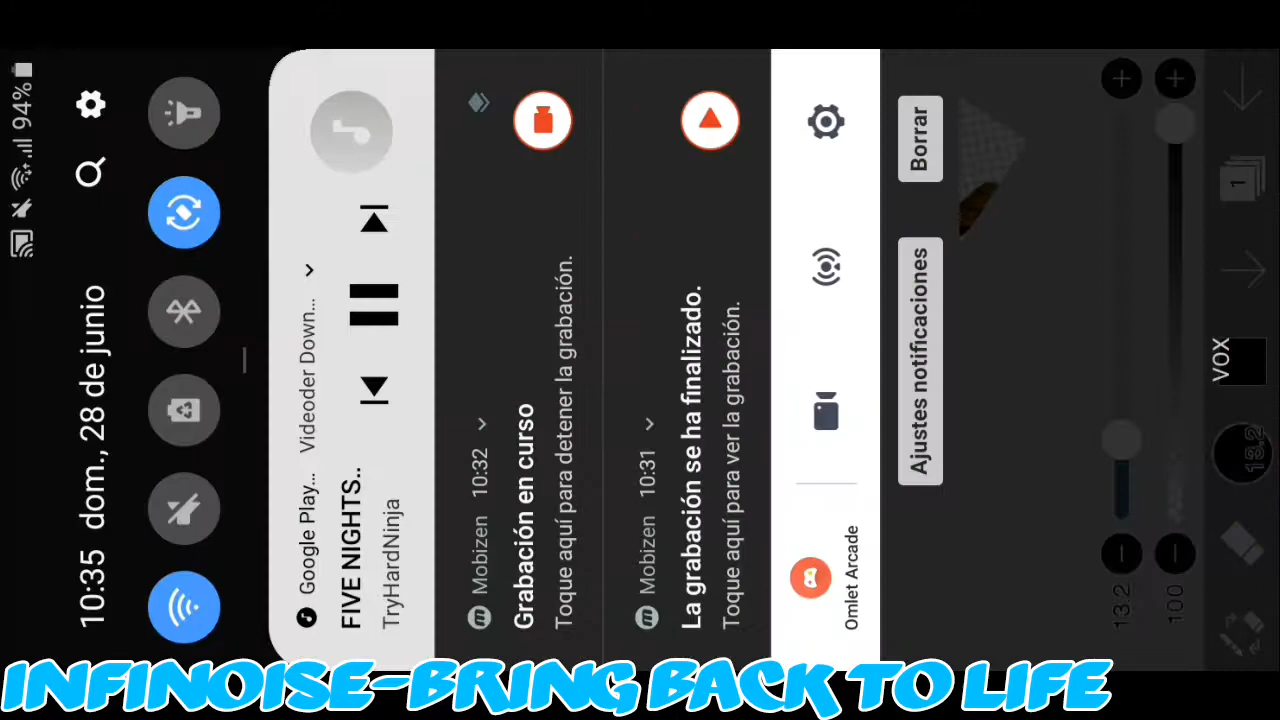 94%
10:35 dom., 28 de junio
Google Play... Videoder Down...
FIVE NIGHTS..
TryHardNinja
Mobizen 10:32
Grabación en curso
Toque aquí para detener la grabación.
Mobizen 10:31
La grabación se ha finalizado.
Toque aquí para ver la grabación.
Omlet Arcade
Ajustes notificaciones
Borrar
13.2
100
13.2
VOX
1
INFINOISE-BRING BACK TO LIFE